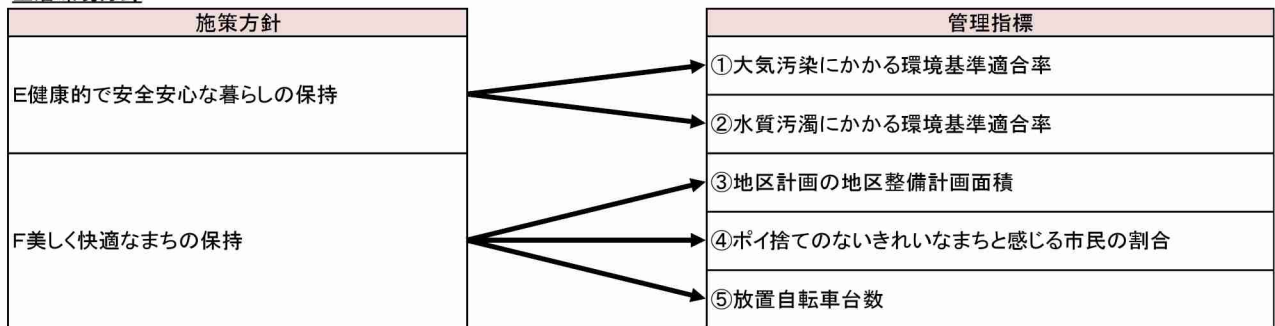 施策方針
管理指標
E健康的で安全安心な暮らしの保持
①大気汚染にかかる環境基準適合率
②水質汚濁にかかる環境基準適合率
F美しく快適なまちの保持
③地区計画の地区整備計画面積
④ポイ捨てのないきれいなまちと感じる市民の割合
⑤放置自転車台数